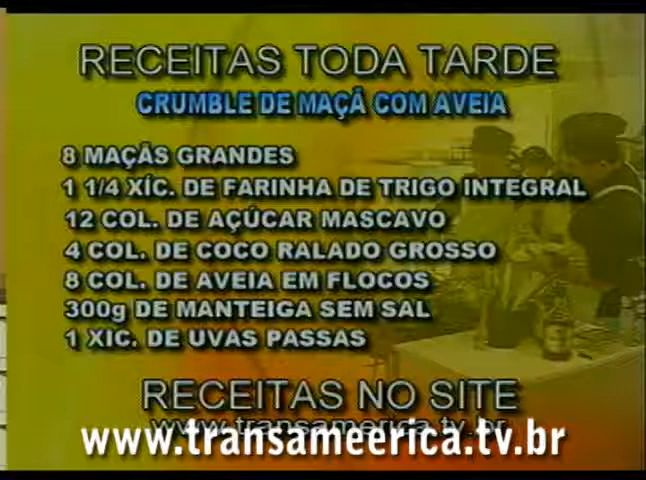 RECEITAS TODA TARDE
CRUMBLE DE MAÇÃ COM AVEIA
8 MAÇÃS GRANDES
1 1/4 XÍC. DE FARINHA DE TRIGO INTEGRAL
12 COL. DE AÇÚCAR MASCAVO
4 COL. DE COCO RALADO GROSSO
8 COL. DE AVEIA EM FLOCOS
300g DE MANTEIGA SEM SAL
1 XIC. DE UVAS PASSAS
RECEITAS NO SITE
www.transamerica.tv.br
www.transameerica.tv.br